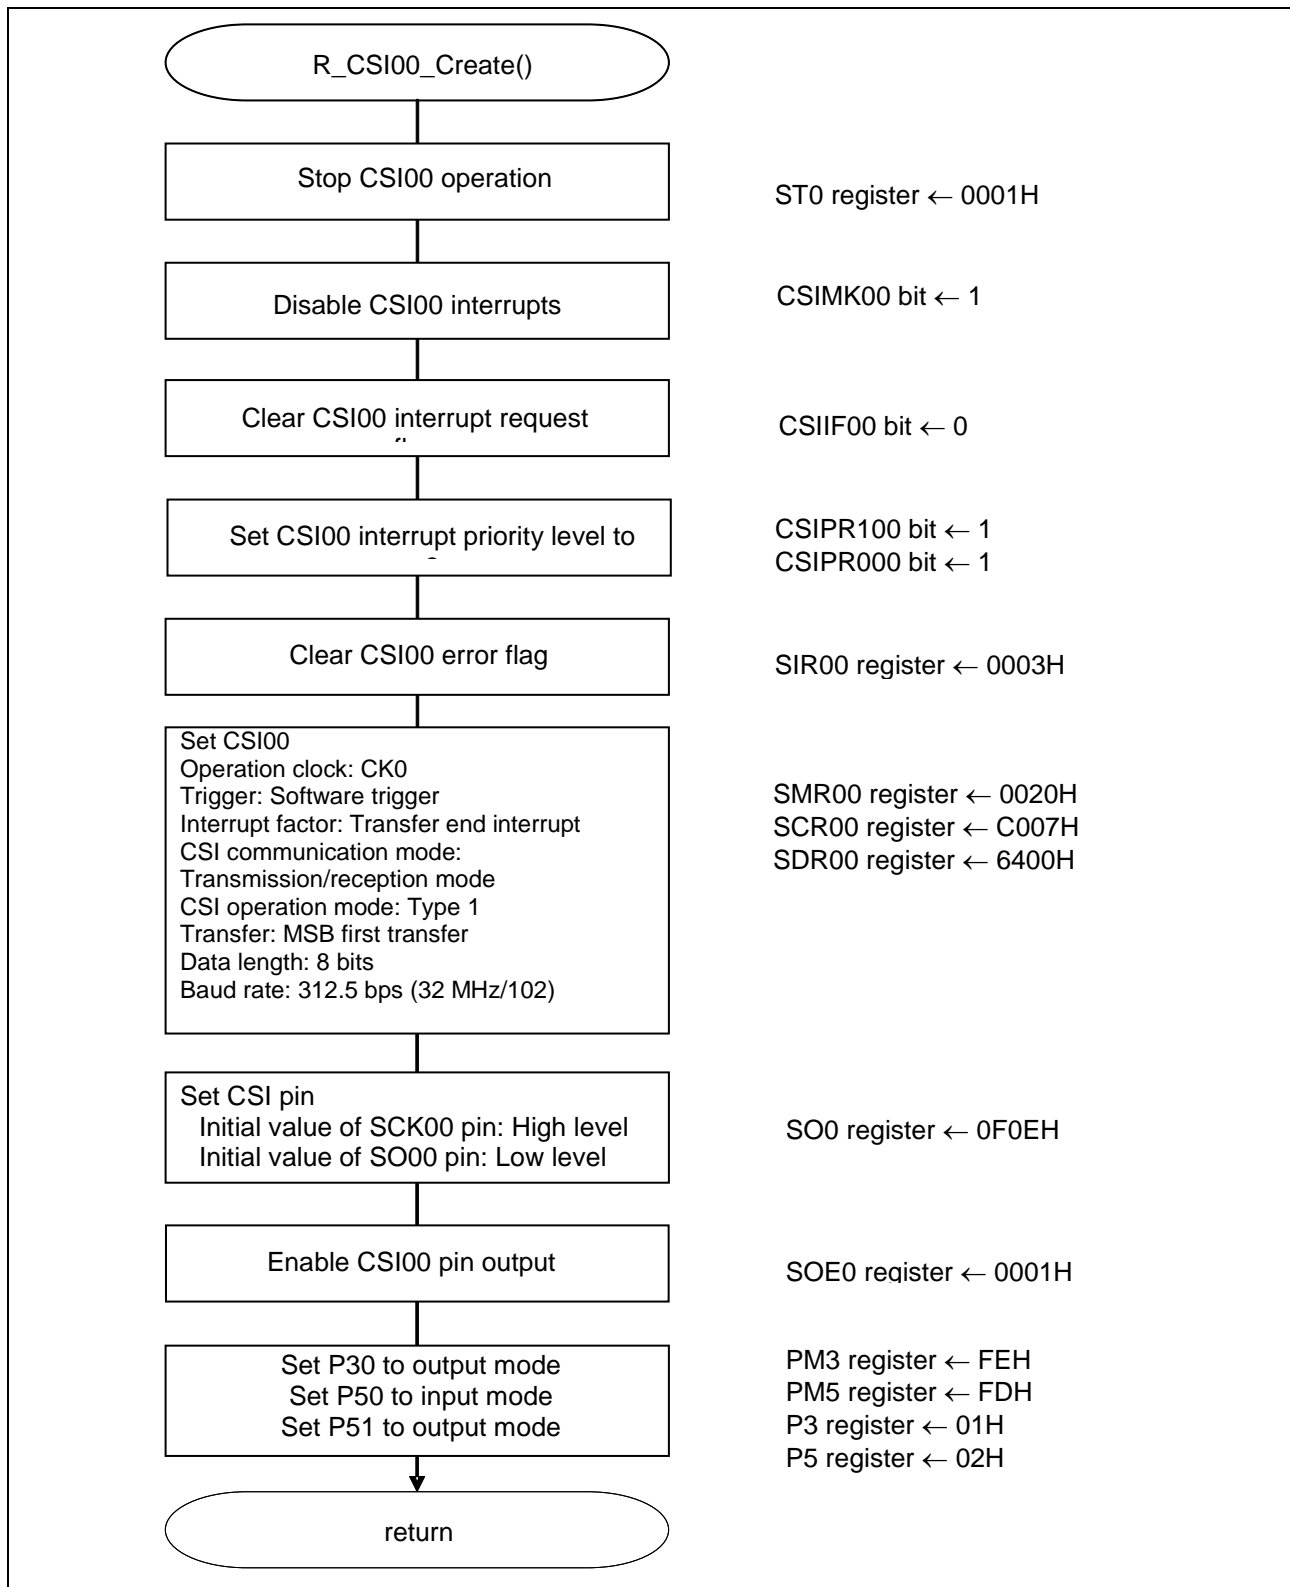 R_CSI00_Create()
Stop CSI00 operation
ST0 register ← 0001H
Disable CSI00 interrupts
CSIMK00 bit ← 1
Clear CSI00 interrupt request
CSIIF00 bit ← 0
Set CSI00 interrupt priority level to
CSIPR100 bit ← 1
CSIPR000 bit ← 1
Clear CSI00 error flag
SIR00 register ← 0003H
Set CSI00
Operation clock: CK0
Trigger: Software trigger
Interrupt factor: Transfer end interrupt
CSI communication mode:
Transmission/reception mode
CSI operation mode: Type 1
Transfer: MSB first transfer
Data length: 8 bits
Baud rate: 312.5 bps (32 MHz/102)
SMR00 register ← 0020H
SCR00 register ← C007H
SDR00 register ← 6400H
Set CSI pin
Initial value of SCK00 pin: High level
Initial value of SO00 pin: Low level
SO0 register ← 0F0EH
Enable CSI00 pin output
SOE0 register ← 0001H
Set P30 to output mode
Set P50 to input mode
Set P51 to output mode
PM3 register ← FEH
PM5 register ← FDH
P3 register ← 01H
P5 register ← 02H
return